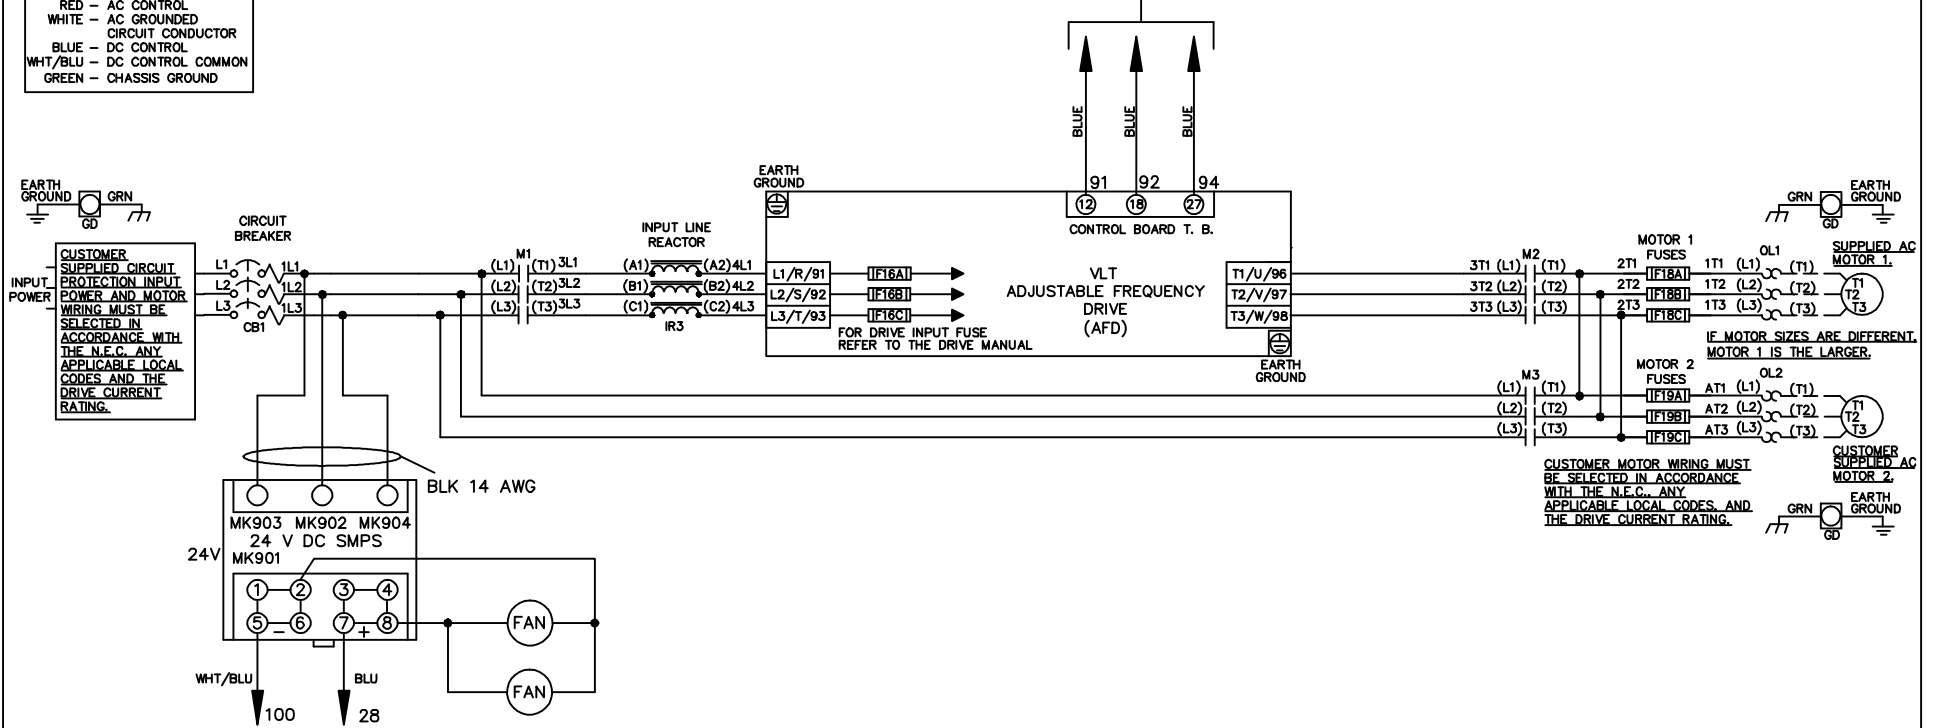 RED – AC CONTROL
WHITE – AC GROUNDED
CIRCUIT CONDUCTOR
BLUE – DC CONTROL
WHT/BLU – DC CONTROL COMMON
GREEN – CHASSIS GROUND
BLUE
BLUE
BLUE
91
92
94
12
18
27
CONTROL BOARD T. B.
EARTH
GROUND
GRN
GD
INPUT
POWER
CUSTOMER
SUPPLIED CIRCUIT
PROTECTION INPUT
POWER AND MOTOR
WIRING MUST BE
SELECTED IN
ACCORDANCE WITH
THE N.E.C. ANY
APPLICABLE LOCAL
CODES AND THE
DRIVE CURRENT
RATING.
CIRCUIT
BREAKER
L1
1L1
L2
1L2
L3
1L3
CB1
M1
(L1) (T1) 3L1
(L2) (T2) 3L2
(L3) (T3) 3L3
INPUT LINE
REACTOR
(A1) (A2) 4L1
(B1) (B2) 4L2
(C1) (C2) 4L3
IR3
EARTH
GROUND
L1/R/91
L2/S/92
L3/T/93
F16A
F16B
F16C
FOR DRIVE INPUT FUSE
REFER TO THE DRIVE MANUAL
VLT
ADJUSTABLE FREQUENCY
DRIVE
(AFD)
T1/U/96
T2/V/97
T3/W/98
EARTH
GROUND
M2
3T1 (L1) (T1)
3T2 (L2) (T2)
3T3 (L3) (T3)
MOTOR 1
FUSES
2T1 F18A 1T1 (L1)
2T2 F18B 1T2 (L2)
2T3 F18C 1T3 (L3)
OL1
(T1)
(T2)
(T3)
GRN
GD
EARTH
GROUND
SUPPLIED AC
MOTOR 1.
T1
T2
T3
IF MOTOR SIZES ARE DIFFERENT,
MOTOR 1 IS THE LARGER.
M3
(L1) (T1)
(L2) (T2)
(L3) (T3)
MOTOR 2
FUSES
F19A AT1 (L1)
F19B AT2 (L2)
F19C AT3 (L3)
OL2
(T1)
(T2)
(T3)
T1
T2
T3
CUSTOMER
SUPPLIED AC
MOTOR 2.
CUSTOMER MOTOR WIRING MUST
BE SELECTED IN ACCORDANCE
WITH THE N.E.C., ANY
APPLICABLE LOCAL CODES, AND
THE DRIVE CURRENT RATING.
GRN
GD
EARTH
GROUND
BLK 14 AWG
MK903 MK902 MK904
24 V DC SMPS
24V
MK901
1 2 3 4
5 – 6 7 + 8
FAN
FAN
WHT/BLU
100
BLU
28